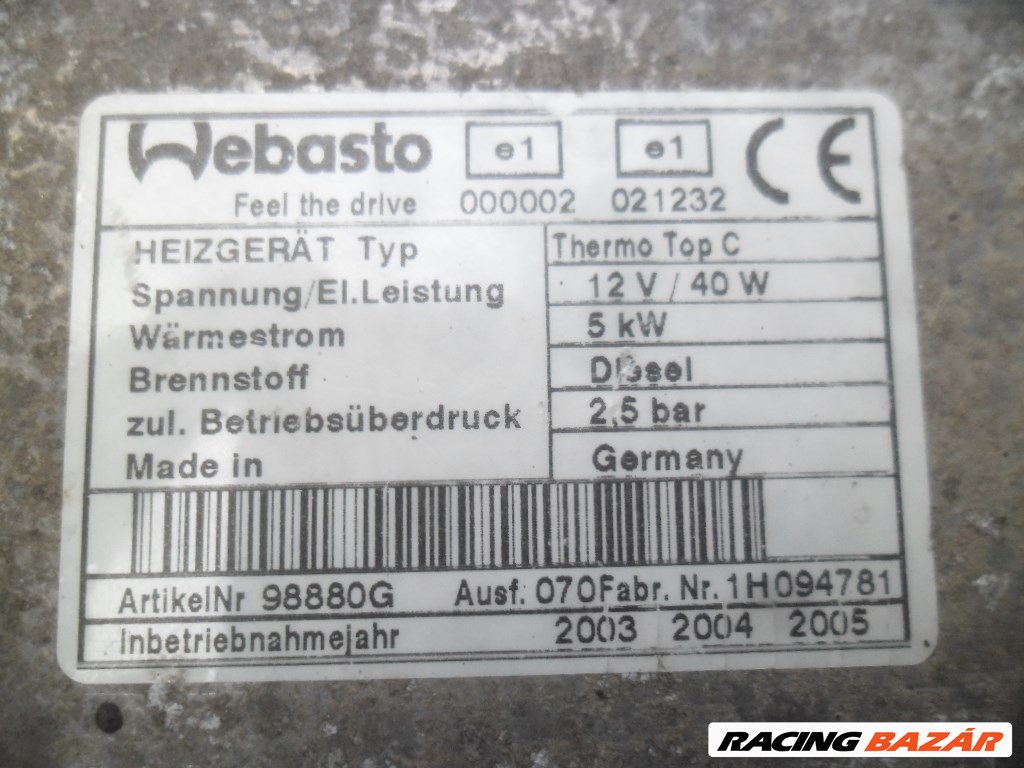 Webasto e1 e1 CE
Feel the drive 000002 021232
HEIZGERÄT Typ Thermo Top C
Spannung/El.Leistung 12 V / 40 W
Wärmestrom 5 kW
Brennstoff Diesel
zul. Betriebsüberdruck 2,5 bar
Made in Germany
ArtikelNr 98880G Ausf: 070 Fabr. Nr. 1H094781
Inbetriebnahmejahr 2003 2004 2005
RACING BAZÁR